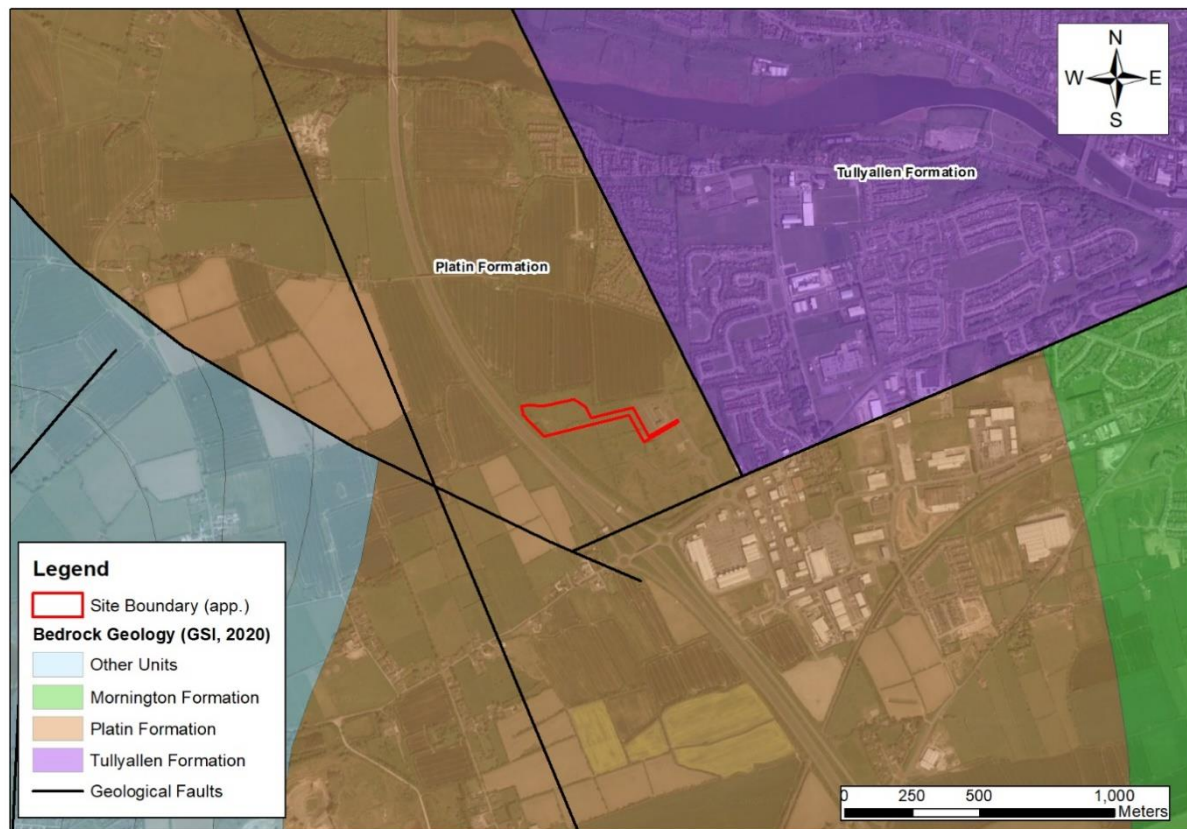 N
W E
S
Tullyallen Formation
Platin Formation
Legend
Site Boundary (app.)
Bedrock Geology (GSI, 2020)
Other Units
Mornington Formation
Platin Formation
Tullyallen Formation
Geological Faults
0 250 500 1,000
Meters